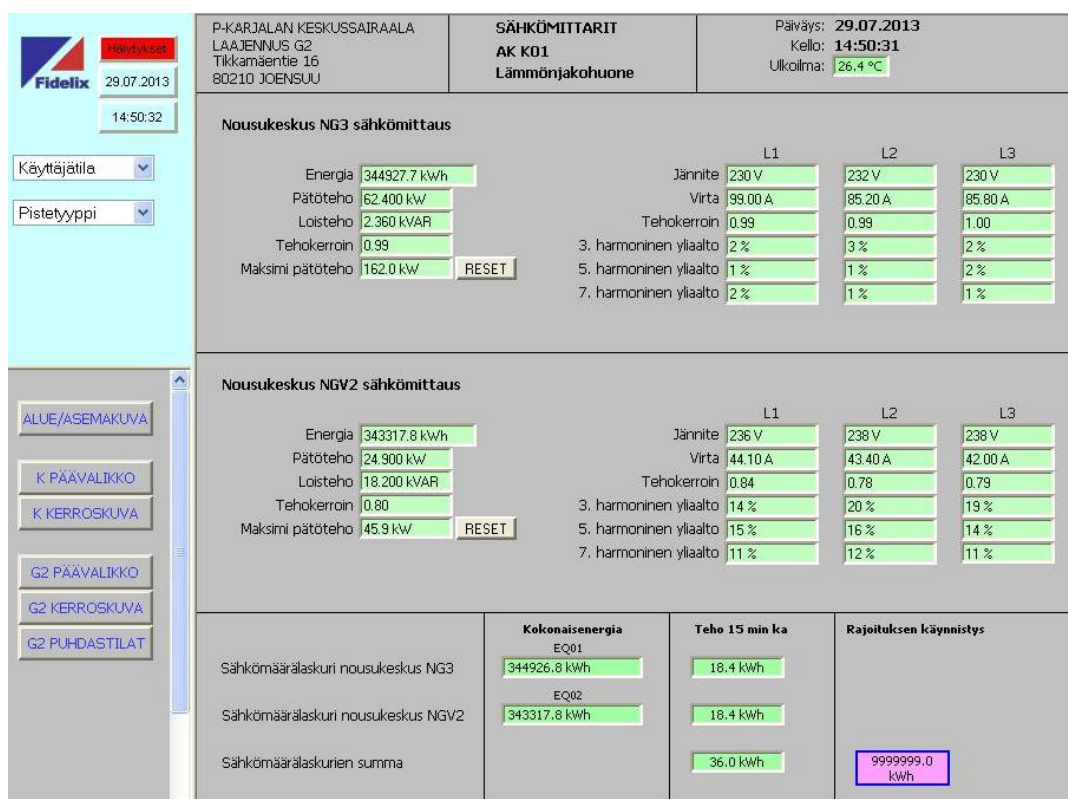 Fidelix
Hälytykset
29.07.2013
14:50:32
Käyttäjätila
Pistetyyppi
P-KARJALAN KESKUSSAIRAALA
LAAJENNUS G2
Tikkamäentie 16
80210 JOENSUU
SÄHKÖMITTARIT
AK K01
Lämmönjakohuone
Päiväys: 29.07.2013
Kello: 14:50:31
Ulkoilma: 26.4 °C
Nousukeskus NG3 sähkömittaus
Energia 344927.7 kWh
Pätöteho 62.400 kW
Loisteho 2.360 kVAR
Tehokerroin 0.99
Maksimi pätöteho 162.0 kW RESET
L1 L2 L3
Jännite 230 V 232 V 230 V
Virta 99.00 A 85.20 A 85.80 A
Tehokerroin 0.99 0.99 1.00
3. harmoninen yliaalto 2 % 3 % 2 %
5. harmoninen yliaalto 1 % 1 % 2 %
7. harmoninen yliaalto 2 % 1 % 1 %
ALUE/ASEMAKUVA
K PÄÄVALIKKO
K KERROSKUVA
G2 PÄÄVALIKKO
G2 KERROSKUVA
G2 PUHDASTILAT
Nousukeskus NGV2 sähkömittaus
Energia 343317.8 kWh
Pätöteho 24.900 kW
Loisteho 18.200 kVAR
Tehokerroin 0.80
Maksimi pätöteho 45.9 kW RESET
L1 L2 L3
Jännite 236 V 238 V 238 V
Virta 44.10 A 43.40 A 42.00 A
Tehokerroin 0.84 0.78 0.79
3. harmoninen yliaalto 14 % 20 % 19 %
5. harmoninen yliaalto 15 % 16 % 14 %
7. harmoninen yliaalto 11 % 12 % 11 %
Kokonaisenergia Teho 15 min ka Rajoituksen käynnistys
EQ01
Sähkömäärälaskuri nousukeskus NG3 344926.8 kWh 18.4 kWh
EQ02
Sähkömäärälaskuri nousukeskus NGV2 343317.8 kWh 18.4 kWh
Sähkömäärälaskurien summa 36.0 kWh 9999999.0
kWh